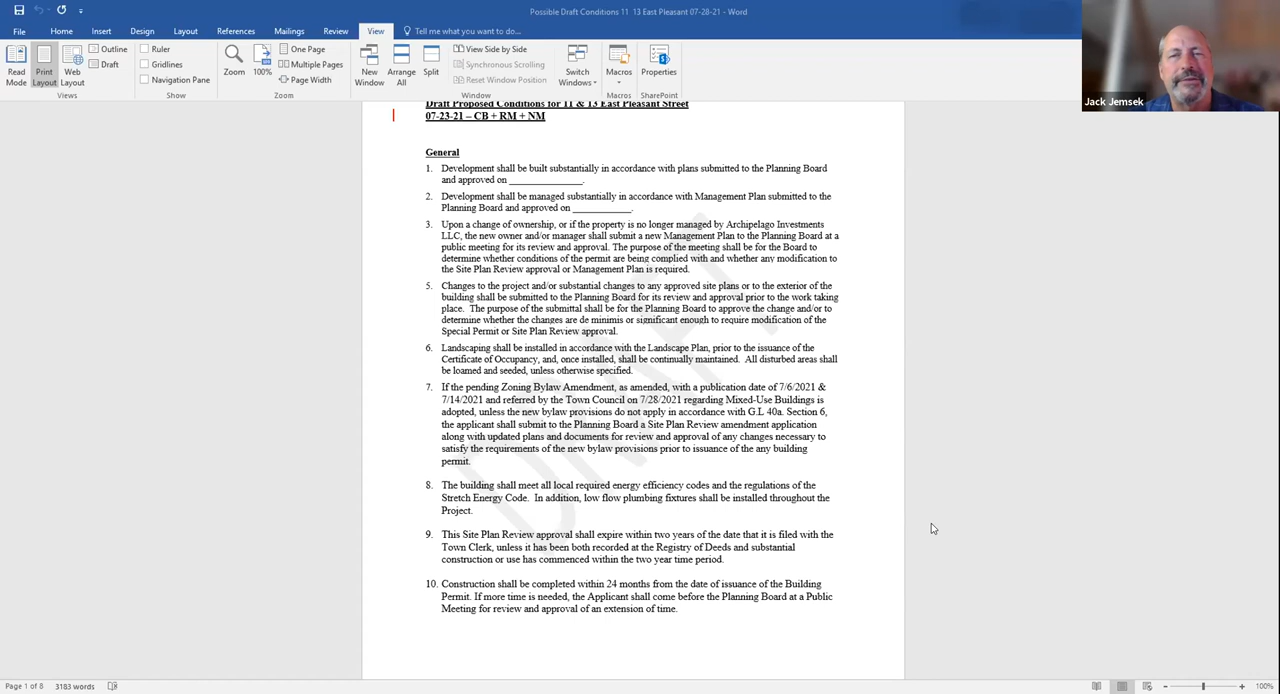 Possible Draft Conditions 11 13 East Pleasant 07-28-21 - Word
File Home Insert Design Layout References Mailings Review View Tell me what you want to do...
Read Mode
Print Layout
Web Layout
Outline
Draft
Views
Ruler
Gridlines
Navigation Pane
Show
Zoom
100%
One Page
Multiple Pages
Page Width
Zoom
New Window
Arrange All
Split
View Side by Side
Synchronous Scrolling
Reset Window Position
Window
Switch Windows
Macros
Macros
Properties
SharePoint
Jack Jemsek
Draft Proposed Conditions for 11 & 13 East Pleasant Street
07-23-21 – CB + RM + NM
General
1. Development shall be built substantially in accordance with plans submitted to the Planning Board
and approved on _______________.
2. Development shall be managed substantially in accordance with Management Plan submitted to the
Planning Board and approved on ____________.
3. Upon a change of ownership, or if the property is no longer managed by Archipelago Investments
LLC, the new owner and/or manager shall submit a new Management Plan to the Planning Board at a
public meeting for its review and approval. The purpose of the meeting shall be for the Board to
determine whether conditions of the permit are being complied with and whether any modification to
the Site Plan Review approval or Management Plan is required.
5. Changes to the project and/or substantial changes to any approved site plans or to the exterior of the
building shall be submitted to the Planning Board for its review and approval prior to the work taking
place. The purpose of the submittal shall be for the Planning Board to approve the change and/or to
determine whether the changes are de minimis or significant enough to require modification of the
Special Permit or Site Plan Review approval.
6. Landscaping shall be installed in accordance with the Landscape Plan, prior to the issuance of the
Certificate of Occupancy, and, once installed, shall be continually maintained. All disturbed areas shall
be loamed and seeded, unless otherwise specified.
7. If the pending Zoning Bylaw Amendment, as amended, with a publication date of 7/6/2021 &
7/14/2021 and referred by the Town Council on 7/28/2021 regarding Mixed-Use Buildings is
adopted, unless the new bylaw provisions do not apply in accordance with G.L 40a. Section 6,
the applicant shall submit to the Planning Board a Site Plan Review amendment application
along with updated plans and documents for review and approval of any changes necessary to
satisfy the requirements of the new bylaw provisions prior to issuance of the any building
permit.
8. The building shall meet all local required energy efficiency codes and the regulations of the
Stretch Energy Code. In addition, low flow plumbing fixtures shall be installed throughout the
Project.
9. This Site Plan Review approval shall expire within two years of the date that it is filed with the
Town Clerk, unless it has been both recorded at the Registry of Deeds and substantial
construction or use has commenced within the two year time period.
10. Construction shall be completed within 24 months from the date of issuance of the Building
Permit. If more time is needed, the Applicant shall come before the Planning Board at a Public
Meeting for review and approval of an extension of time.
DRAFT
Page 1 of 8 3183 words
100%